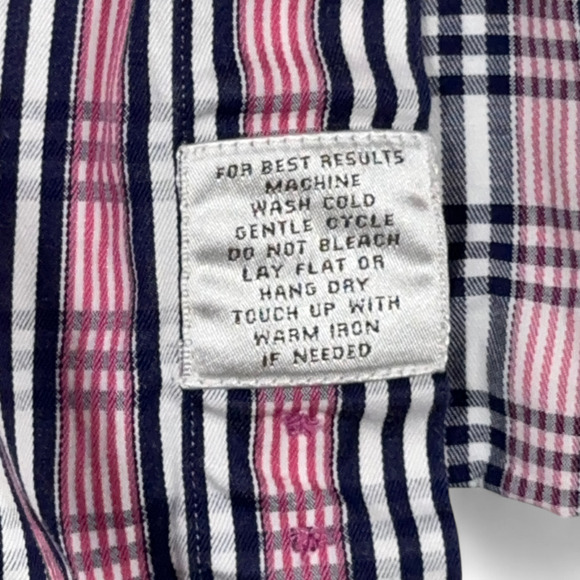 FOR BEST RESULTS
MACHINE
WASH COLD
GENTLE CYCLE
DO NOT BLEACH
LAY FLAT OR
HANG DRY
TOUCH UP WITH
WARM IRON
IF NEEDED